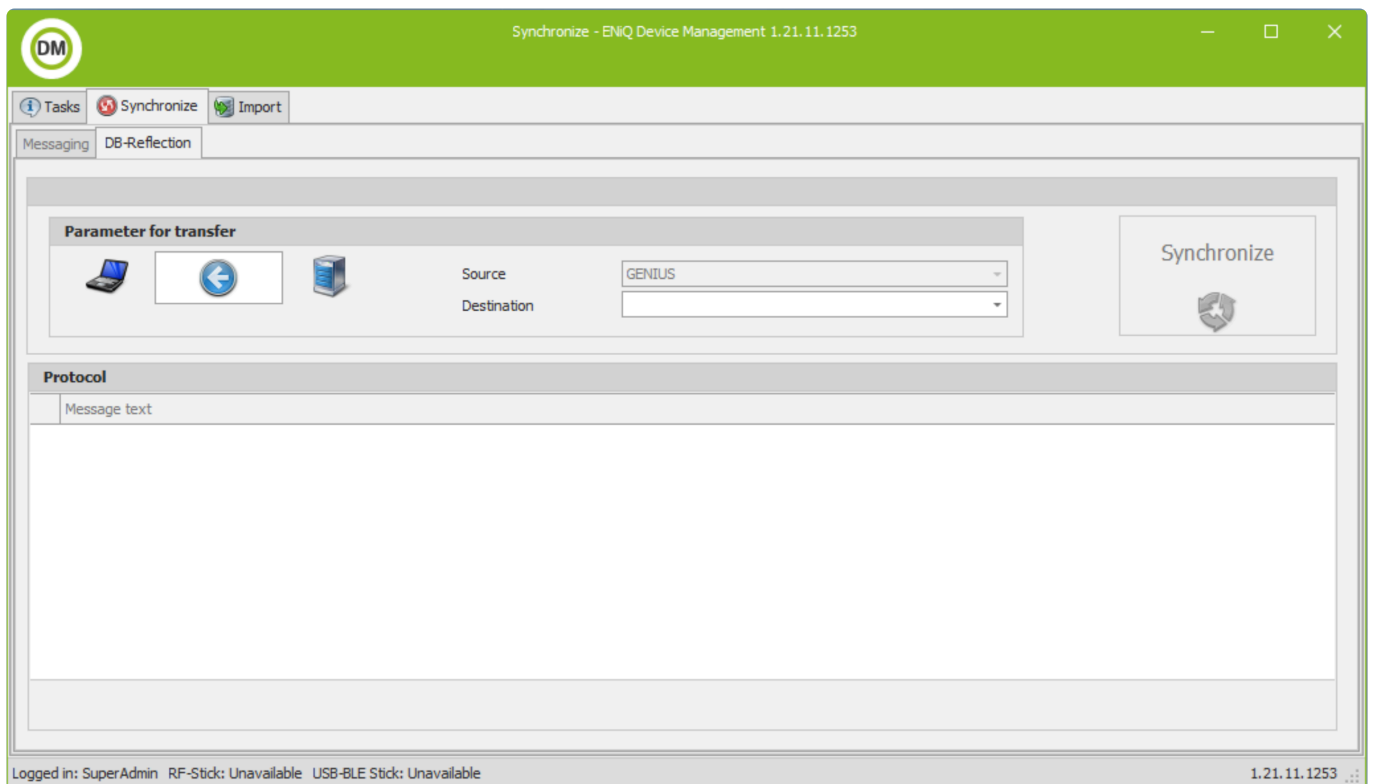 DM
Synchronize - ENiQ Device Management 1.21.11.1253
Tasks Synchronize Import
Messaging DB-Reflection
Parameter for transfer
Source GENIUS
Destination
Synchronize
Protocol
Message text
Logged in: SuperAdmin RF-Stick: Unavailable USB-BLE Stick: Unavailable 1.21.11.1253